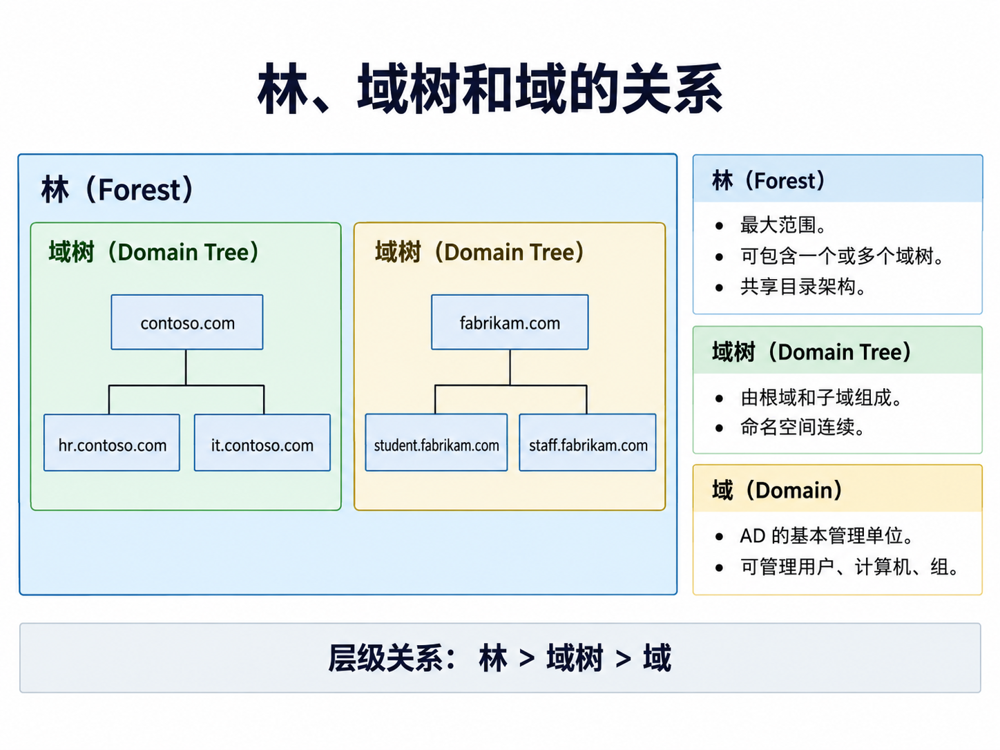 林、域树和域的关系
林（Forest）
域树（Domain Tree）
contoso.com
hr.contoso.com
it.contoso.com
域树（Domain Tree）
fabrikam.com
student.fabrikam.com
staff.fabrikam.com
林（Forest）
• 最大范围。
• 可包含一个或多个域树。
• 共享目录架构。
域树（Domain Tree）
• 由根域和子域组成。
• 命名空间连续。
域（Domain）
• AD 的基本管理单位。
• 可管理用户、计算机、组。
层级关系： 林 > 域树 > 域